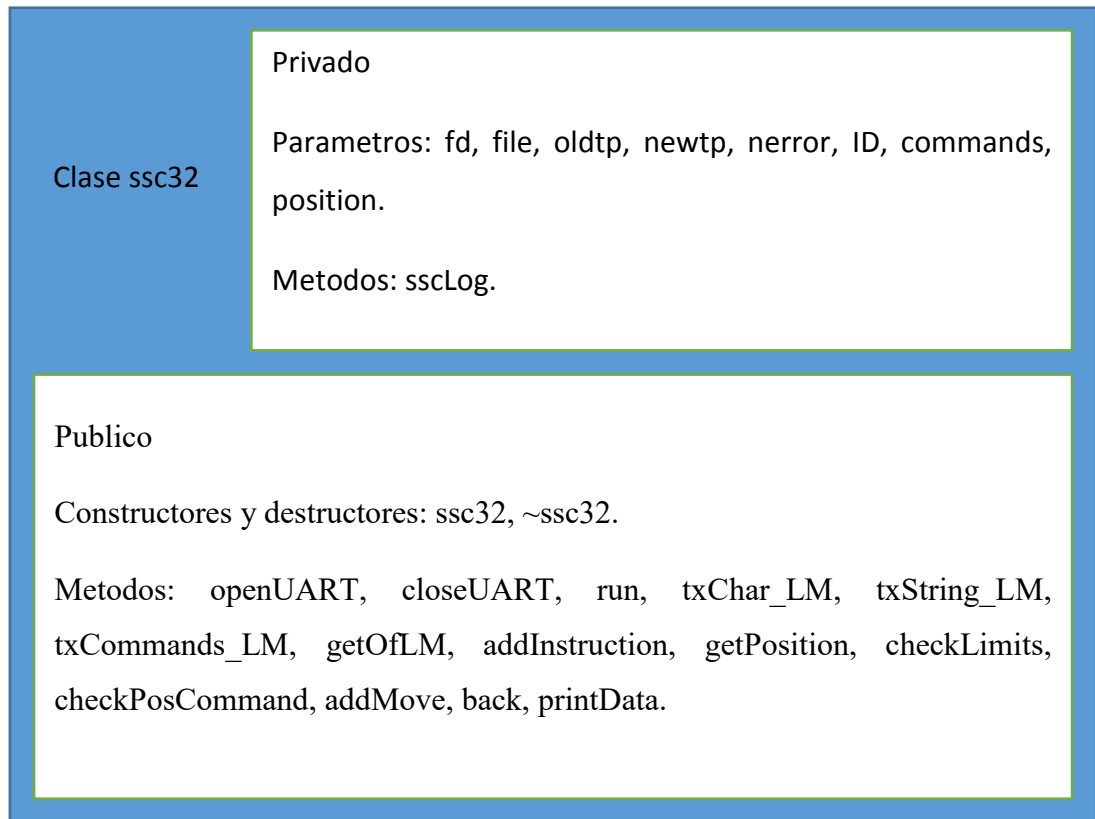 Clase ssc32
Privado
Parametros: fd, file, oldtp, newtp, nerror, ID, commands,
position.
Metodos: sscLog.
Publico
Constructores y destructores: ssc32, ~ssc32.
Metodos: openUART, closeUART, run, txChar_LM, txString_LM,
txCommands_LM, getOfLM, addInstruction, getPosition, checkLimits,
checkPosCommand, addMove, back, printData.